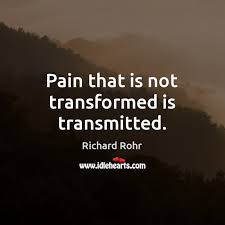 Pain that is not
transformed is
transmitted.
Richard Rohr
www.idlehearts.com